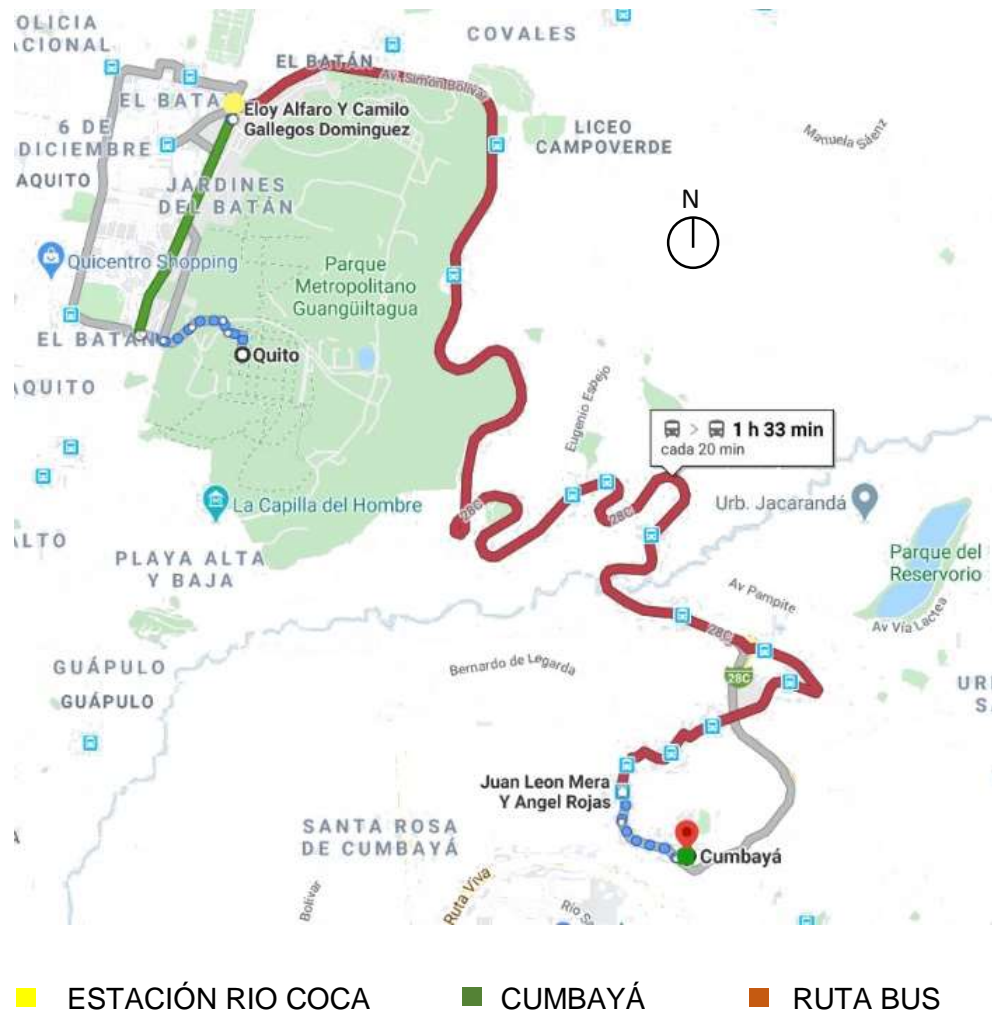 OLICIA
ACIONAL
COVALES
EL BATÁN
Av. Simón Bolívar
EL BATA
Eloy Alfaro Y Camilo
Gallegos Dominguez
6 DE
DICIEMBRE
LICEO
CAMPOVERDE
Manuela Sáenz
AQUITO
JARDINES
DEL BATÁN
N
Quicentro Shopping
Parque
Metropolitano
Guangüiltagua
EL BATÁN
Quito
AQUITO
Eugenio Espejo
1 h 33 min
cada 20 min
La Capilla del Hombre
28C
28C
Urb. Jacarandá
ALTO
PLAYA ALTA
Y BAJA
Parque del
Reservorio
Av Pampite
Av Vía Lactea
28C
GUÁPULO
Bernardo de Legarda
28C
GUÁPULO
UR
S
Juan Leon Mera
Y Angel Rojas
SANTA ROSA
DE CUMBAYÁ
Cumbayá
Bolívar
Ruta Viva
ESTACIÓN RIO COCA
CUMBAYÁ
RUTA BUS